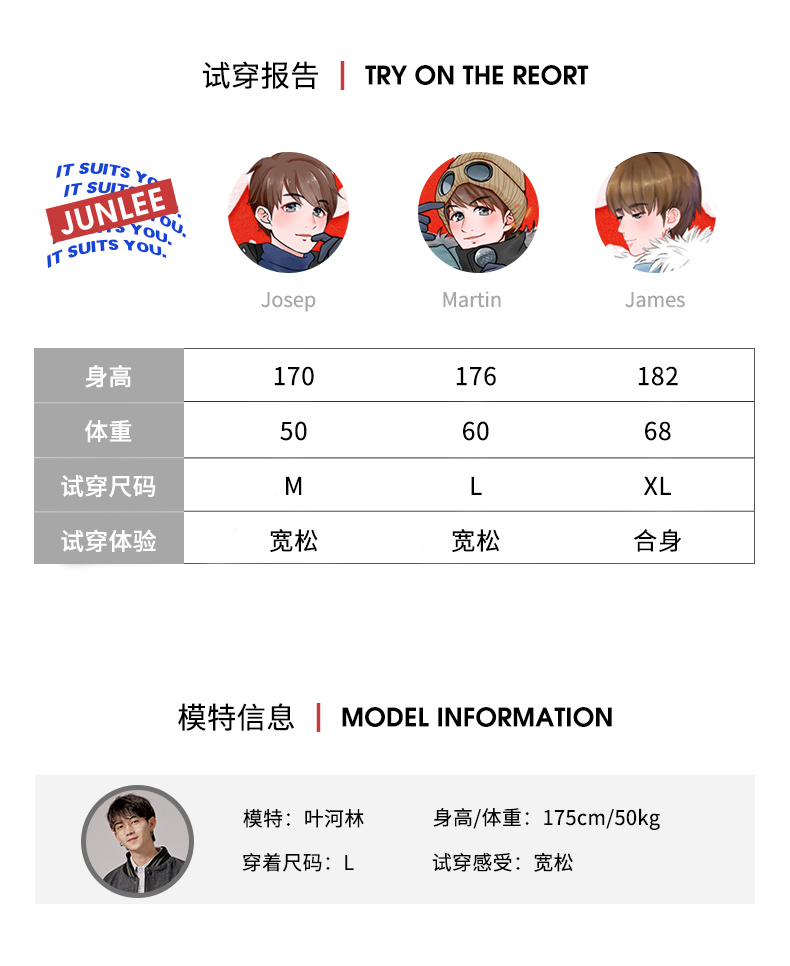 试穿报告 | TRY ON THE REORT
IT SUITS YO
IT SUITS
JUNLEE
YOU.
TS YOU.
IT SUITS YOU.
Josep Martin James
身高 170 176 182
体重 50 60 68
试穿尺码 M L XL
试穿体验 宽松 宽松 合身
模特信息 | MODEL INFORMATION
模特：叶河林 身高/体重：175cm/50kg
穿着尺码：L 试穿感受：宽松